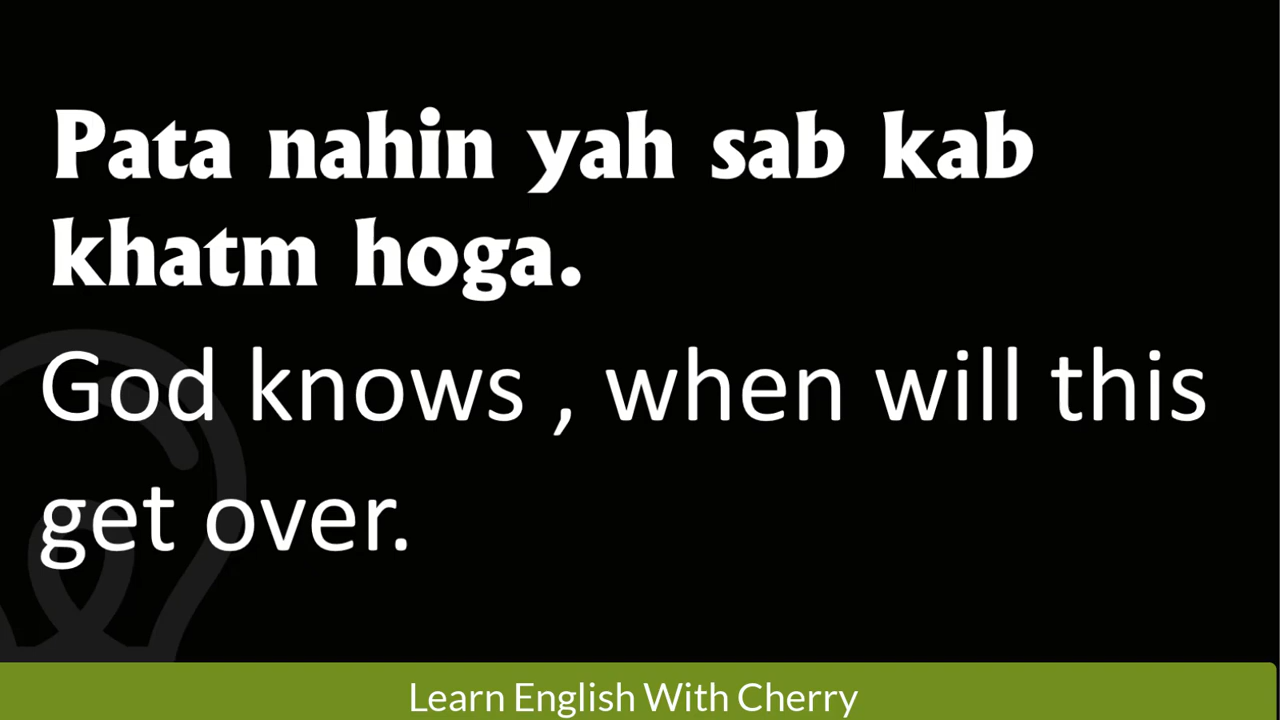 Pata nahin yah sab kab
khatm hoga.
God knows , when will this
get over.
Learn English With Cherry